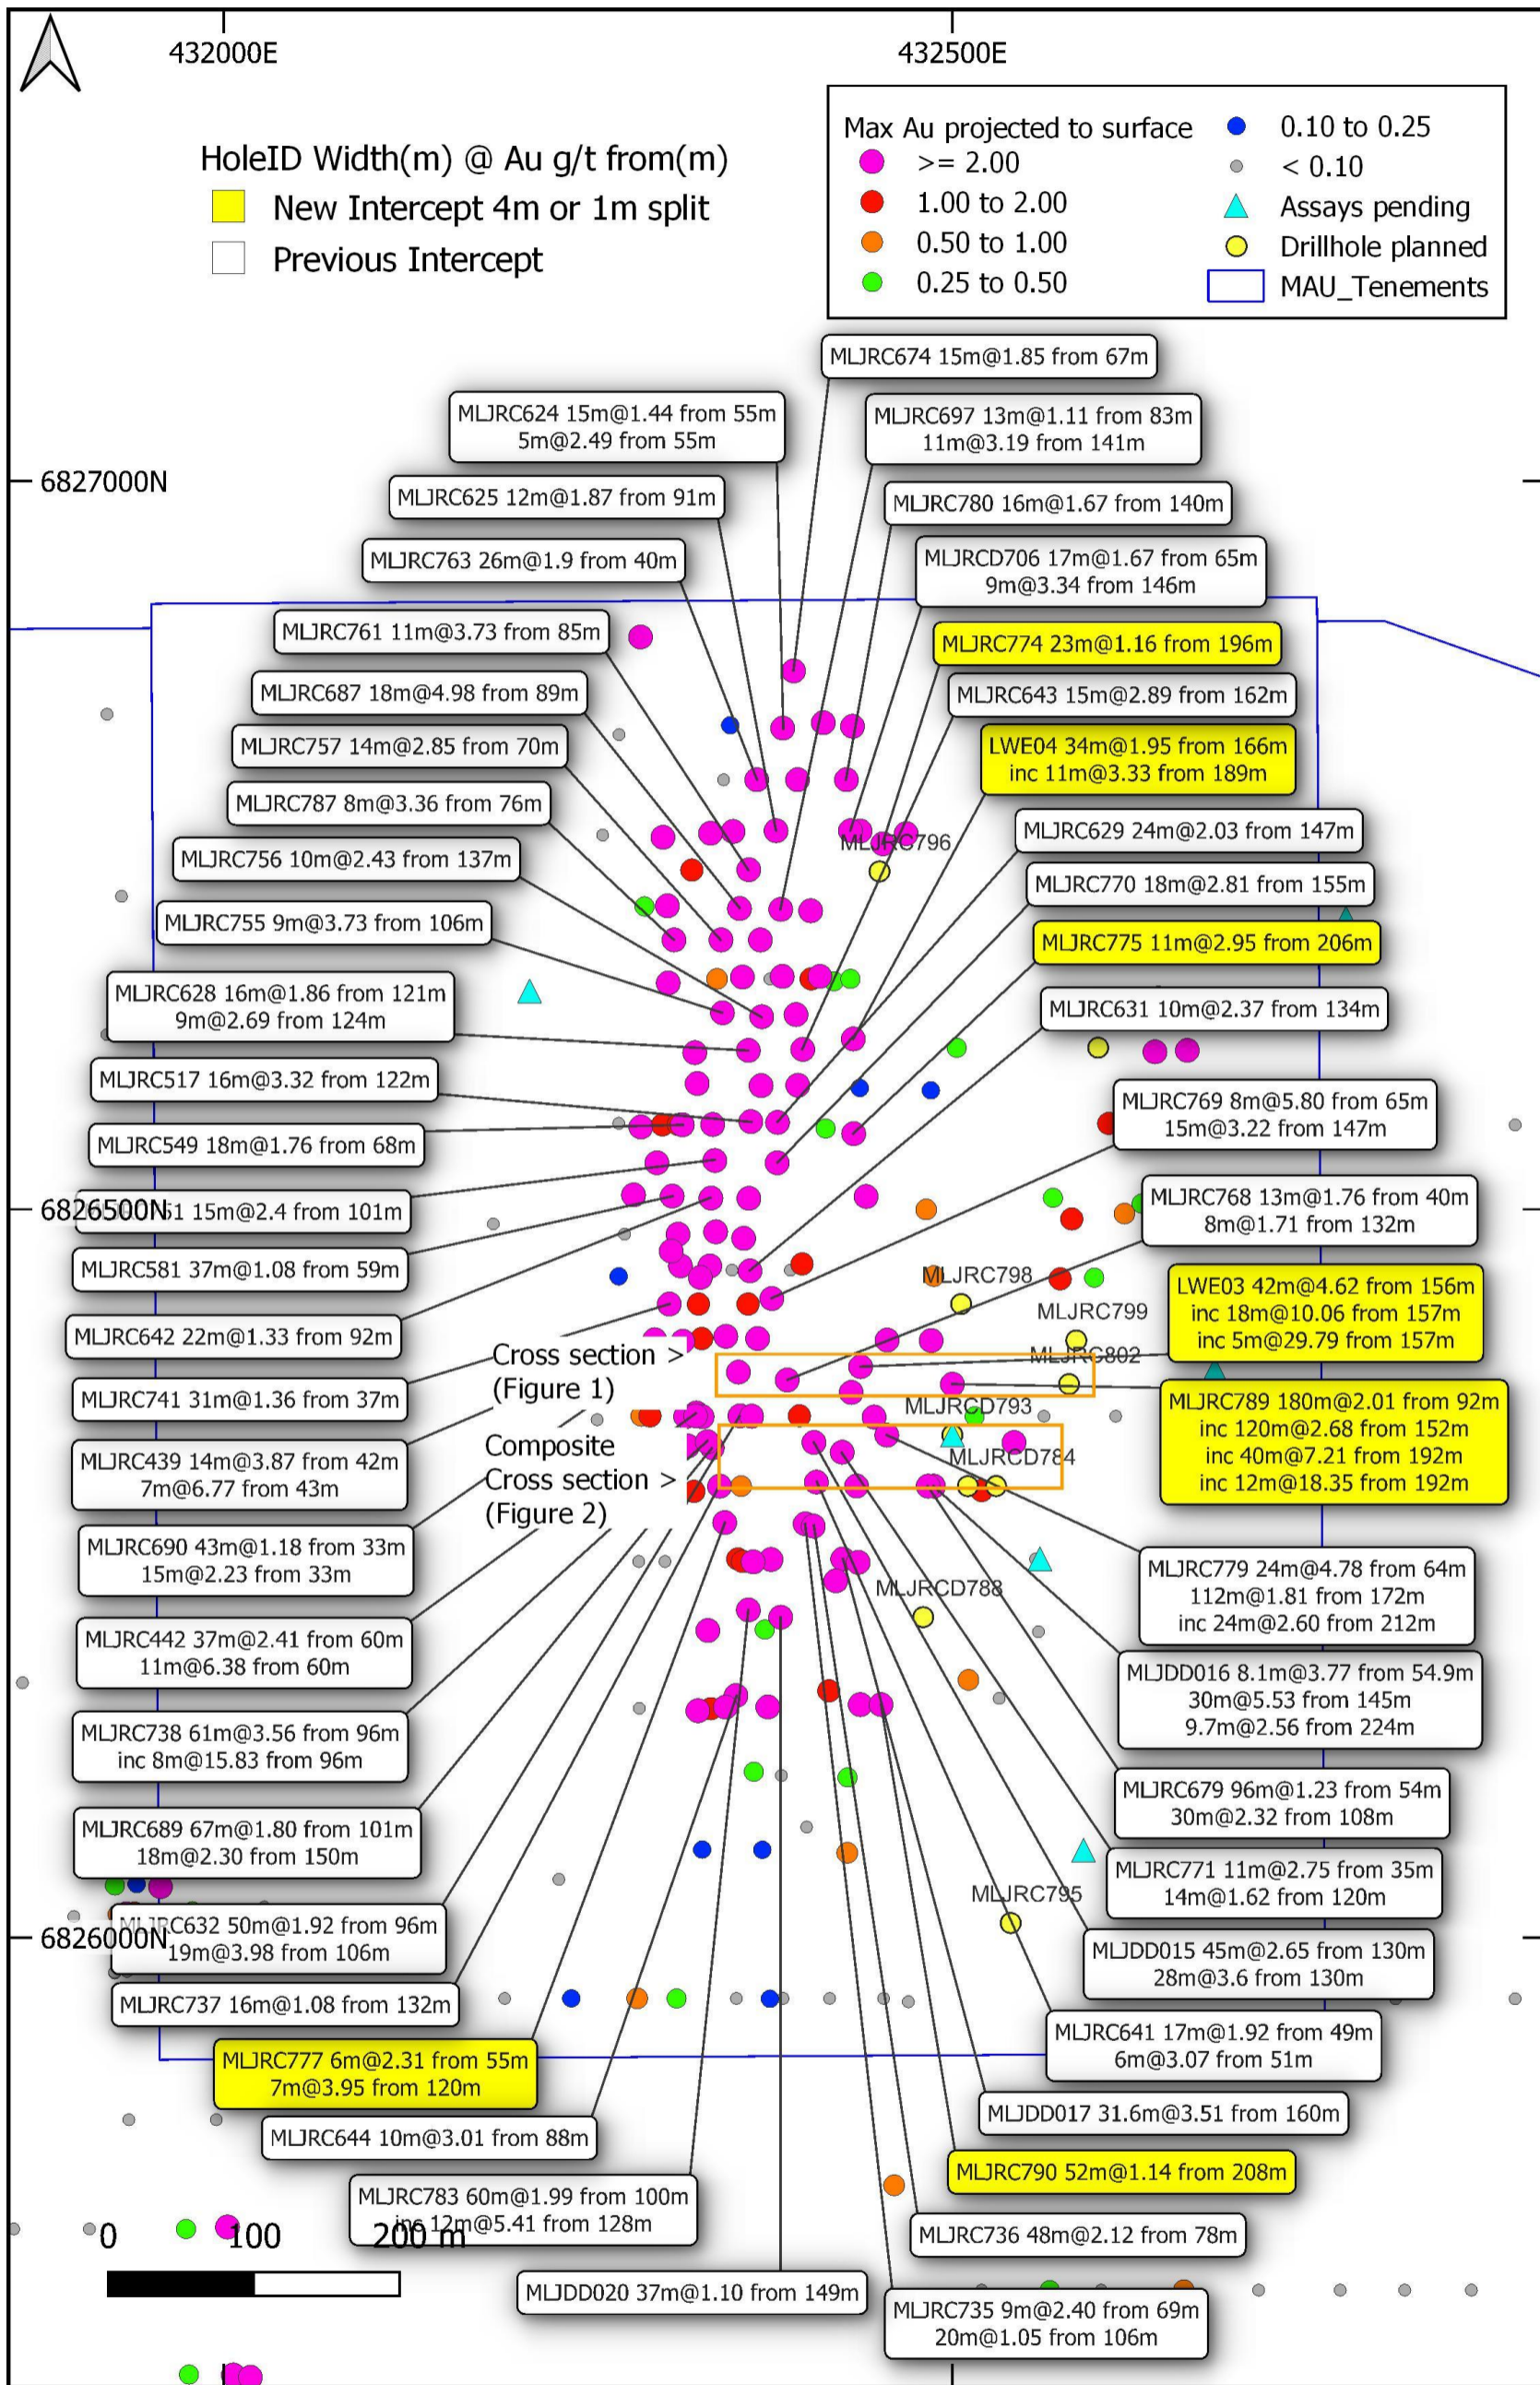 432000E
432500E
HoleID Width(m) @ Au g/t from(m)
New Intercept 4m or 1m split
Previous Intercept
Max Au projected to surface
>= 2.00
1.00 to 2.00
0.50 to 1.00
0.25 to 0.50
0.10 to 0.25
< 0.10
Assays pending
Drillhole planned
MAU_Tenements
MLJRC674 15m@1.85 from 67m
MLJRC624 15m@1.44 from 55m
5m@2.49 from 55m
MLJRC697 13m@1.11 from 83m
11m@3.19 from 141m
6827000N
MLJRC625 12m@1.87 from 91m
MLJRC780 16m@1.67 from 140m
MLJRC763 26m@1.9 from 40m
MLJRCD706 17m@1.67 from 65m
9m@3.34 from 146m
MLJRC761 11m@3.73 from 85m
MLJRC774 23m@1.16 from 196m
MLJRC687 18m@4.98 from 89m
MLJRC643 15m@2.89 from 162m
MLJRC757 14m@2.85 from 70m
LWE04 34m@1.95 from 166m
inc 11m@3.33 from 189m
MLJRC787 8m@3.36 from 76m
MLJRC629 24m@2.03 from 147m
MLJRC796
MLJRC756 10m@2.43 from 137m
MLJRC770 18m@2.81 from 155m
MLJRC755 9m@3.73 from 106m
MLJRC775 11m@2.95 from 206m
MLJRC628 16m@1.86 from 121m
9m@2.69 from 124m
MLJRC631 10m@2.37 from 134m
MLJRC517 16m@3.32 from 122m
MLJRC769 8m@5.80 from 65m
15m@3.22 from 147m
MLJRC549 18m@1.76 from 68m
MLJRC768 13m@1.76 from 40m
8m@1.71 from 132m
6826500N
51 15m@2.4 from 101m
MLJRC581 37m@1.08 from 59m
MLJRC798
LWE03 42m@4.62 from 156m
inc 18m@10.06 from 157m
inc 5m@29.79 from 157m
MLJRC799
MLJRC642 22m@1.33 from 92m
MLJRC802
Cross section >
(Figure 1)
MLJRC741 31m@1.36 from 37m
MLJRCD793
MLJRC789 180m@2.01 from 92m
inc 120m@2.68 from 152m
inc 40m@7.21 from 192m
inc 12m@18.35 from 192m
Composite
Cross section >
(Figure 2)
MLJRCD784
MLJRC439 14m@3.87 from 42m
7m@6.77 from 43m
MLJRC690 43m@1.18 from 33m
15m@2.23 from 33m
MLJRC779 24m@4.78 from 64m
112m@1.81 from 172m
inc 24m@2.60 from 212m
MLJRCD788
MLJRC442 37m@2.41 from 60m
11m@6.38 from 60m
MLJDD016 8.1m@3.77 from 54.9m
30m@5.53 from 145m
9.7m@2.56 from 224m
MLJRC738 61m@3.56 from 96m
inc 8m@15.83 from 96m
MLJRC679 96m@1.23 from 54m
30m@2.32 from 108m
MLJRC689 67m@1.80 from 101m
18m@2.30 from 150m
MLJRC771 11m@2.75 from 35m
14m@1.62 from 120m
MLJRC795
6826000N
MLJRC632 50m@1.92 from 96m
19m@3.98 from 106m
MLJDD015 45m@2.65 from 130m
28m@3.6 from 130m
MLJRC737 16m@1.08 from 132m
MLJRC641 17m@1.92 from 49m
6m@3.07 from 51m
MLJRC777 6m@2.31 from 55m
7m@3.95 from 120m
MLJDD017 31.6m@3.51 from 160m
MLJRC644 10m@3.01 from 88m
MLJRC790 52m@1.14 from 208m
MLJRC783 60m@1.99 from 100m
inc 12m@5.41 from 128m
MLJRC736 48m@2.12 from 78m
0 100 200 m
MLJDD020 37m@1.10 from 149m
MLJRC735 9m@2.40 from 69m
20m@1.05 from 106m